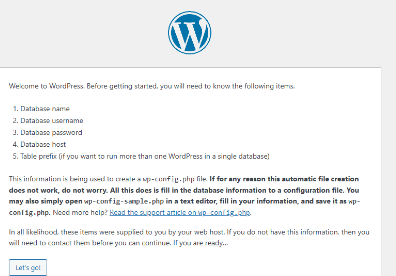 Welcome to WordPress. Before getting started, you will need to know the following items.
1. Database name
2. Database username
3. Database password
4. Database host
5. Table prefix (if you want to run more than one WordPress in a single database)
This information is being used to create a wp-config.php file. If for any reason this automatic file creation
does not work, do not worry. All this does is fill in the database information to a configuration file. You
may also simply open wp-config-sample.php in a text editor, fill in your information, and save it as wp-
config.php. Need more help? Read the support article on wp-config.php.
In all likelihood, these items were supplied to you by your web host. If you do not have this information, then you
will need to contact them before you can continue. If you are ready...
Let's go!